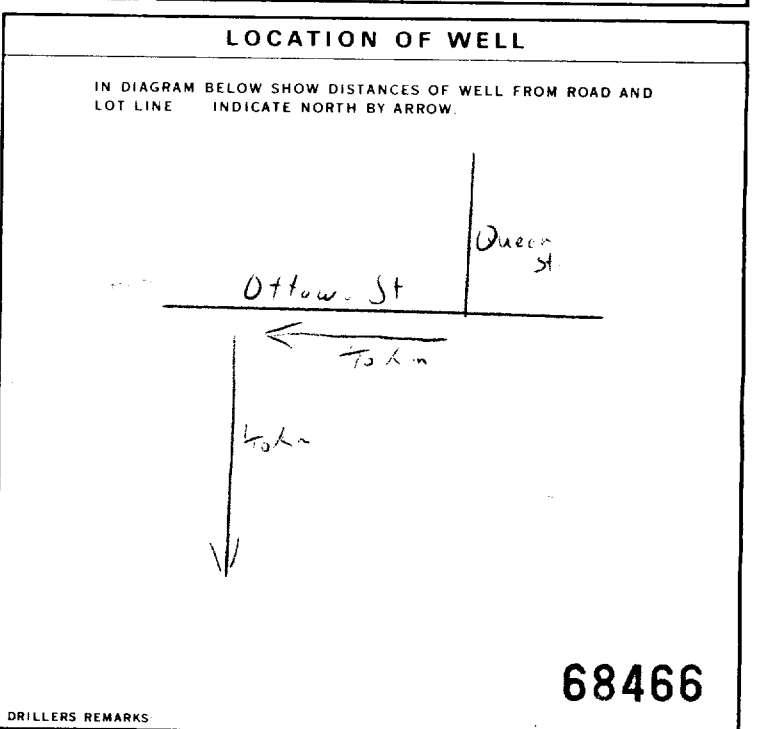 LOCATION OF WELL
IN DIAGRAM BELOW SHOW DISTANCES OF WELL FROM ROAD AND
LOT LINE INDICATE NORTH BY ARROW.
Queen
St.
Ottaw. St
68466
DRILLERS REMARKS